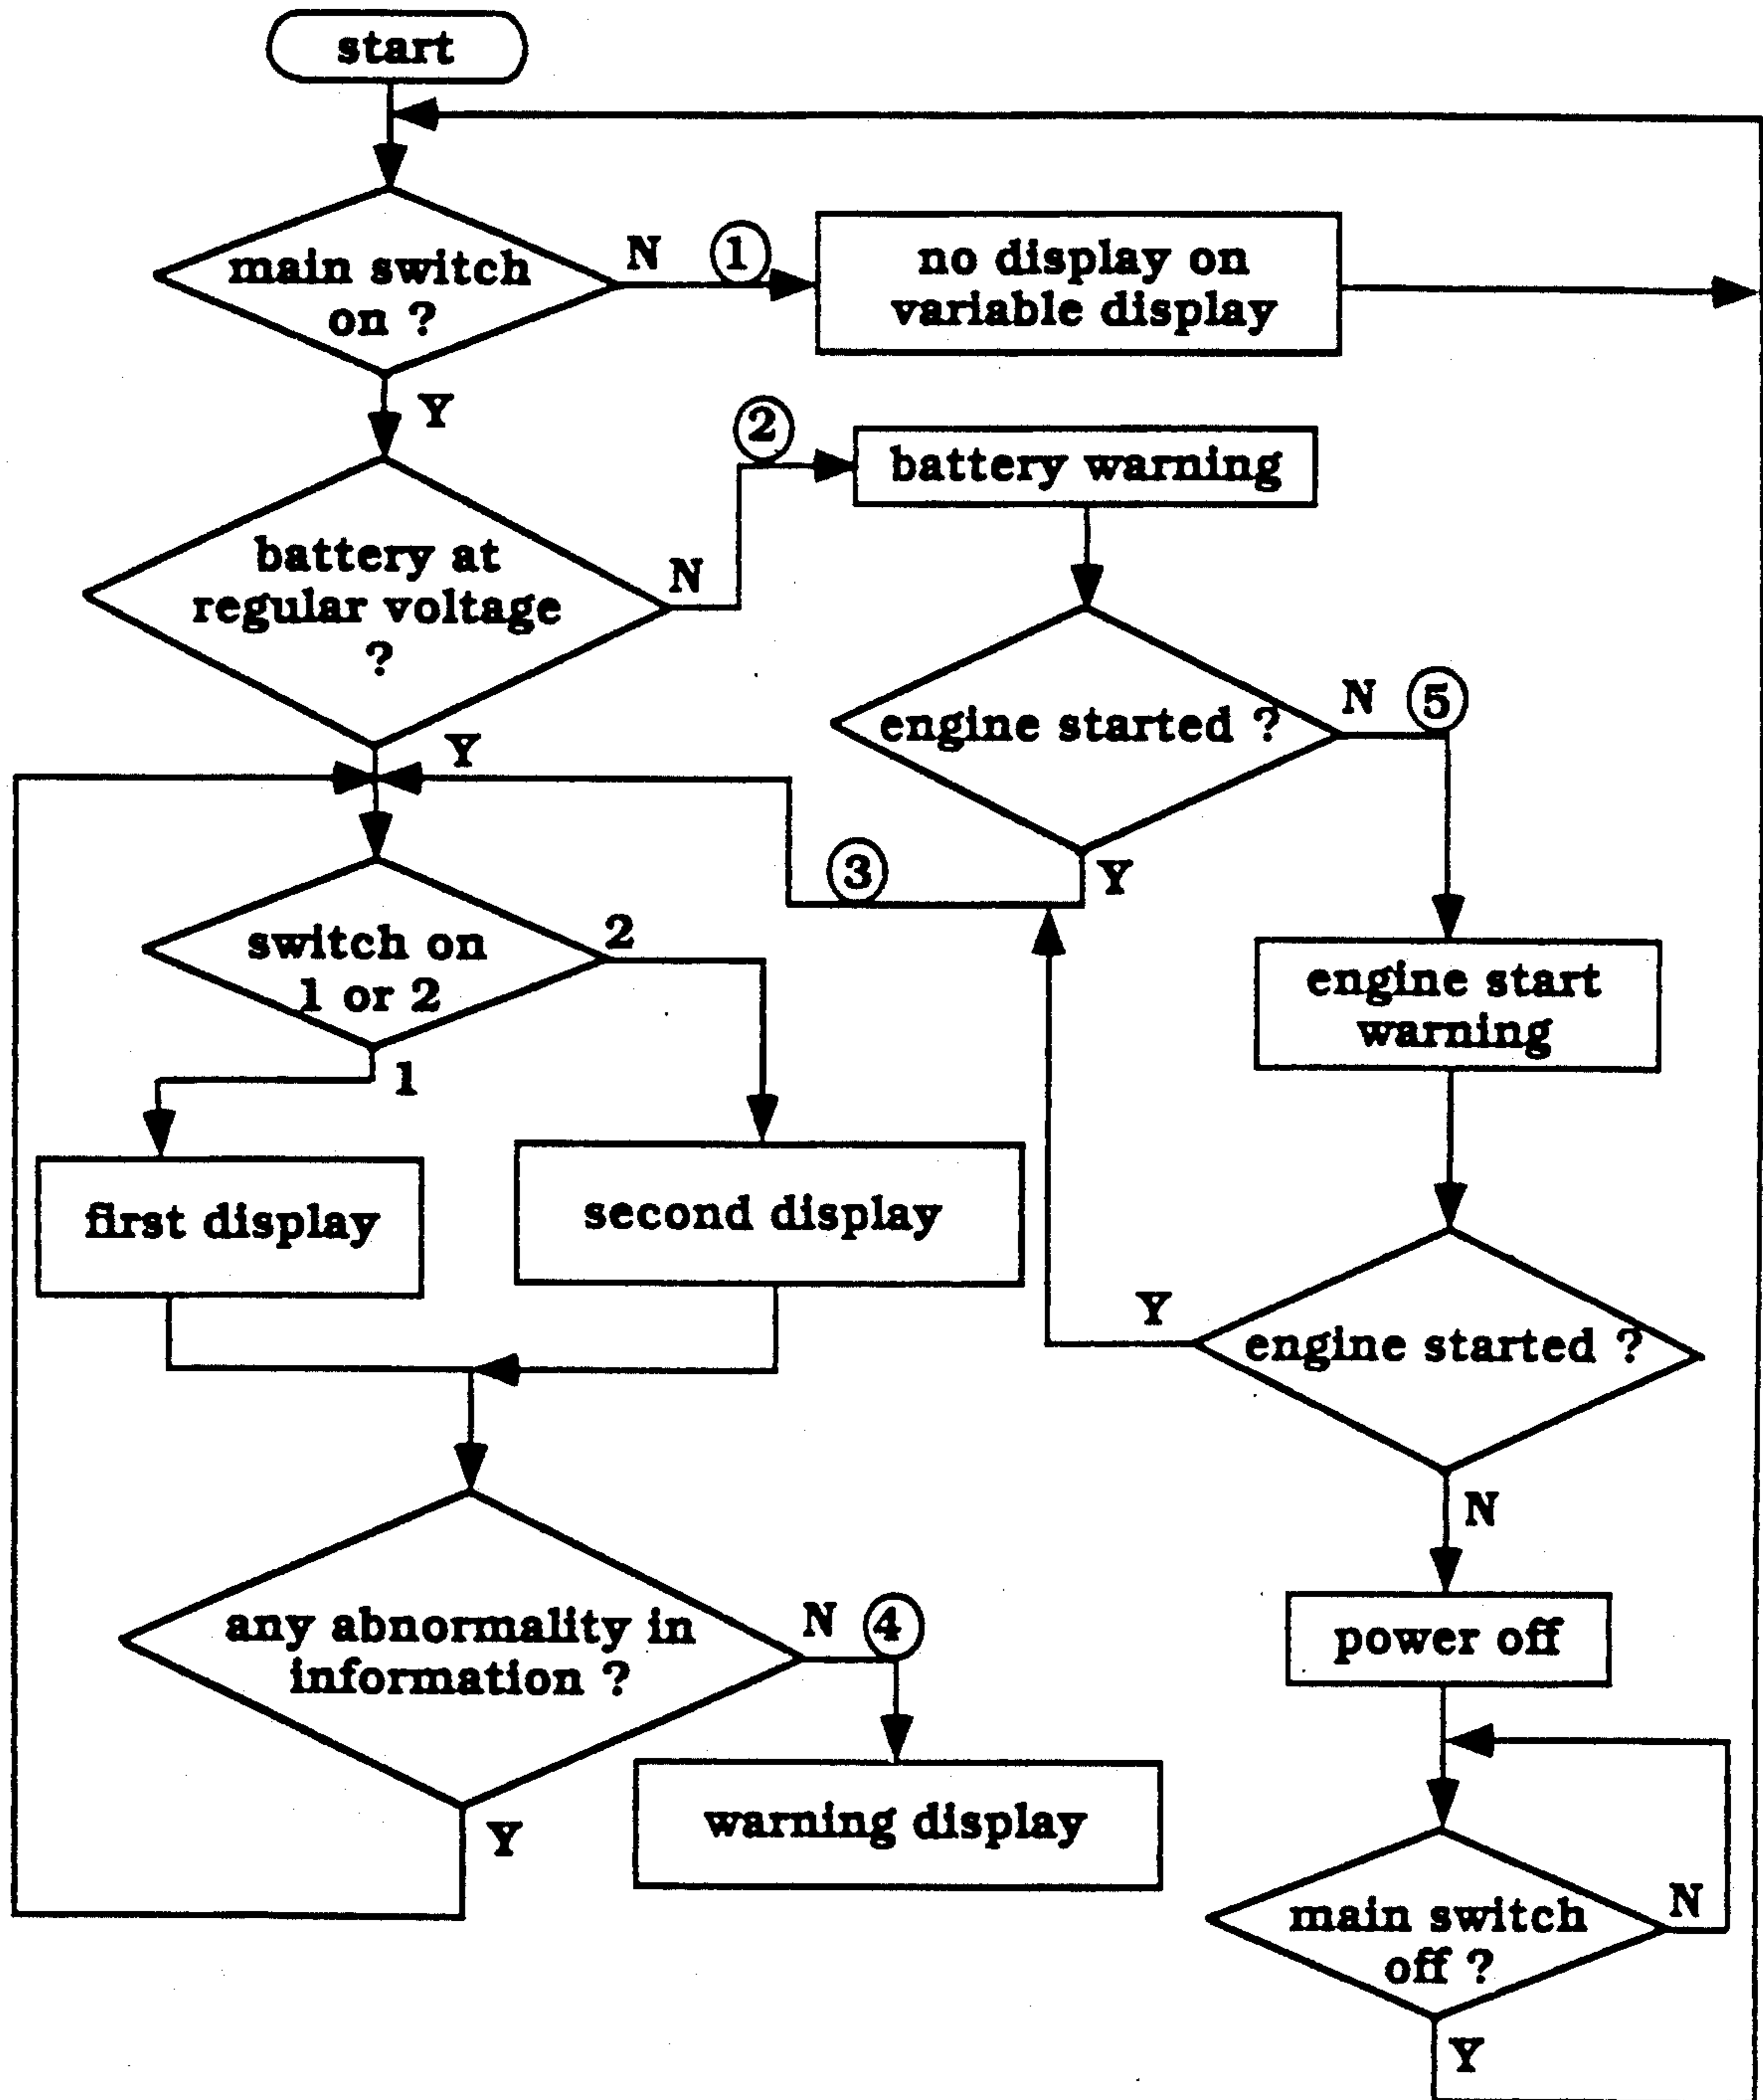 start
main switch
on ?
N
1
no display on
variable display
Y
2
battery warning
battery at
regular voltage
?
N
Y
engine started ?
N
5
3
Y
switch on
1 or 2
2
1
engine start
warning
first display
second display
Y
engine started ?
N
any abnormality in
information ?
N
4
power off
Y
warning display
main switch
off ?
N
Y